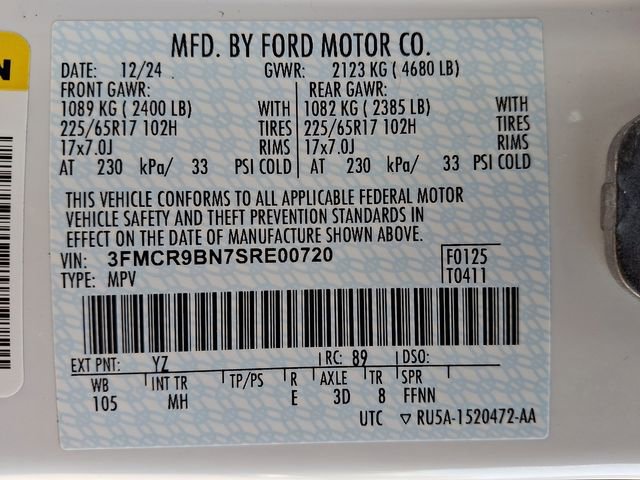 N
MFD. BY FORD MOTOR CO.
DATE: 12/24 GVWR: 2123 KG ( 4680 LB)
FRONT GAWR: REAR GAWR:
1089 KG ( 2400 LB) WITH 1082 KG ( 2385 LB) WITH
225/65R17 102H TIRES 225/65R17 102H TIRES
17x7.0J RIMS 17x7.0J RIMS
AT 230 kPa/ 33 PSI COLD AT 230 kPa/ 33 PSI COLD
THIS VEHICLE CONFORMS TO ALL APPLICABLE FEDERAL MOTOR
VEHICLE SAFETY AND THEFT PREVENTION STANDARDS IN
EFFECT ON THE DATE OF MANUFACTURE SHOWN ABOVE.
VIN: 3FMCR9BN7SRE00720 F0125
TYPE: MPV T0411
EXT PNT: YZ RC: 89 DSO:
WB INT TR TP/PS R AXLE TR SPR
105 MH E 3D 8 FFNN
UTC ▽ RU5A-1520472-AA